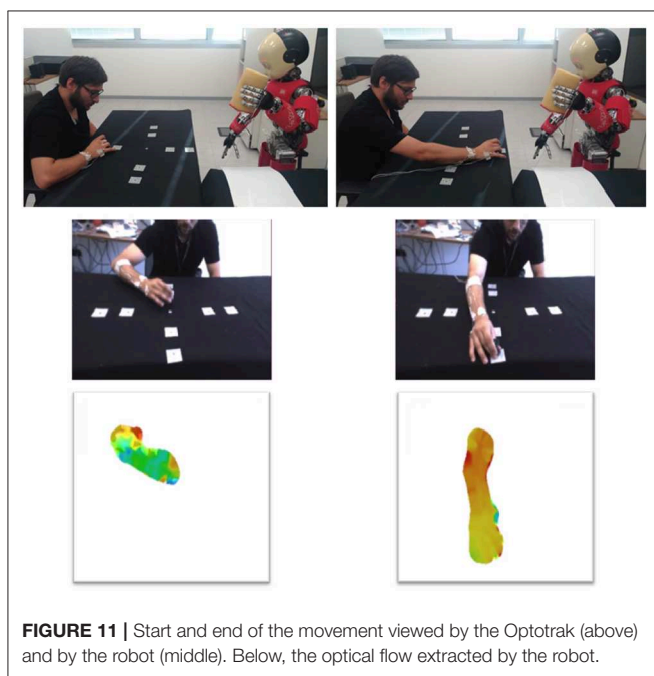 FIGURE 11 | Start and end of the movement viewed by the Optotrak (above)
and by the robot (middle). Below, the optical flow extracted by the robot.